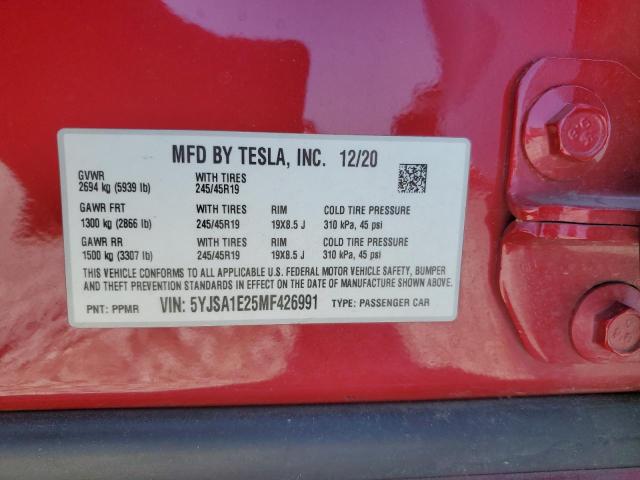 MFD BY TESLA, INC. 12/20
GVWR WITH TIRES
2694 kg (5939 lb) 245/45R19
GAWR FRT WITH TIRES RIM COLD TIRE PRESSURE
1300 kg (2866 lb) 245/45R19 19X8.5 J 310 kPa, 45 psi
GAWR RR WITH TIRES RIM COLD TIRE PRESSURE
1500 kg (3307 lb) 245/45R19 19X8.5 J 310 kPa, 45 psi
THIS VEHICLE CONFORMS TO ALL APPLICABLE U.S. FEDERAL MOTOR VEHICLE SAFETY, BUMPER
AND THEFT PREVENTION STANDARDS IN EFFECT ON THE DATE OF MANUFACTURE SHOWN ABOVE.
PNT: PPMR VIN: 5YJSA1E25MF426991 TYPE: PASSENGER CAR